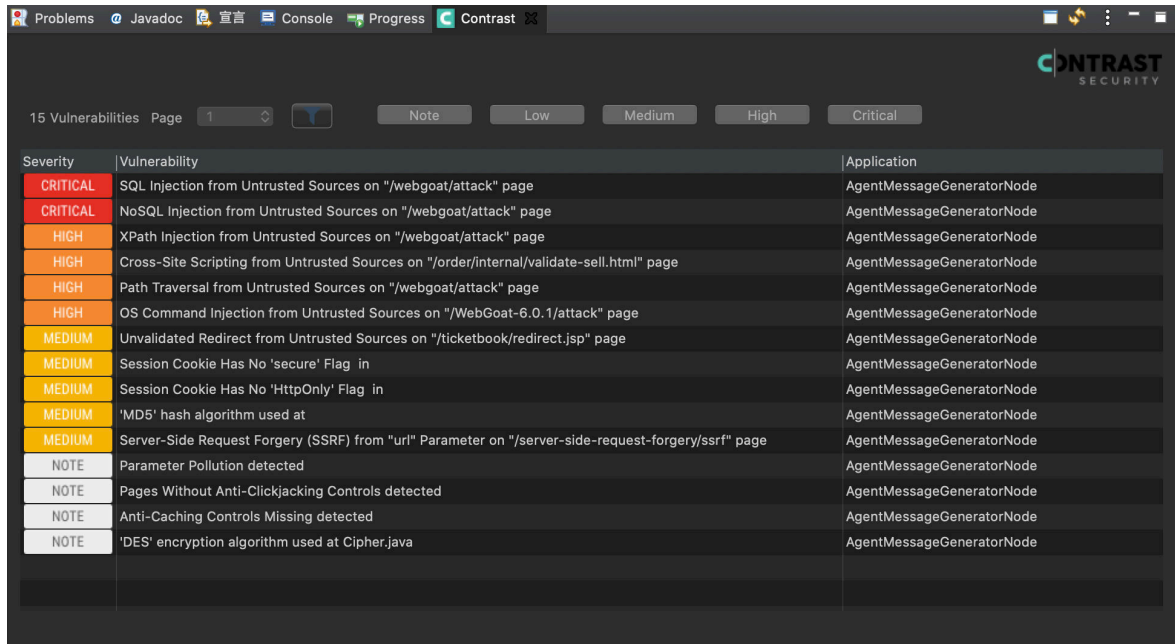 Problems @ Javadoc 宣言 Console Progress Contrast
CONTRAST
SECURITY
15 Vulnerabilities Page 1 Note Low Medium High Critical
Severity Vulnerability Application
CRITICAL SQL Injection from Untrusted Sources on "/webgoat/attack" page AgentMessageGeneratorNode
CRITICAL NoSQL Injection from Untrusted Sources on "/webgoat/attack" page AgentMessageGeneratorNode
HIGH XPath Injection from Untrusted Sources on "/webgoat/attack" page AgentMessageGeneratorNode
HIGH Cross-Site Scripting from Untrusted Sources on "/order/internal/validate-sell.html" page AgentMessageGeneratorNode
HIGH Path Traversal from Untrusted Sources on "/webgoat/attack" page AgentMessageGeneratorNode
HIGH OS Command Injection from Untrusted Sources on "/WebGoat-6.0.1/attack" page AgentMessageGeneratorNode
MEDIUM Unvalidated Redirect from Untrusted Sources on "/ticketbook/redirect.jsp" page AgentMessageGeneratorNode
MEDIUM Session Cookie Has No 'secure' Flag in AgentMessageGeneratorNode
MEDIUM Session Cookie Has No 'HttpOnly' Flag in AgentMessageGeneratorNode
MEDIUM 'MD5' hash algorithm used at AgentMessageGeneratorNode
MEDIUM Server-Side Request Forgery (SSRF) from "url" Parameter on "/server-side-request-forgery/ssrf" page AgentMessageGeneratorNode
NOTE Parameter Pollution detected AgentMessageGeneratorNode
NOTE Pages Without Anti-Clickjacking Controls detected AgentMessageGeneratorNode
NOTE Anti-Caching Controls Missing detected AgentMessageGeneratorNode
NOTE 'DES' encryption algorithm used at Cipher.java AgentMessageGeneratorNode